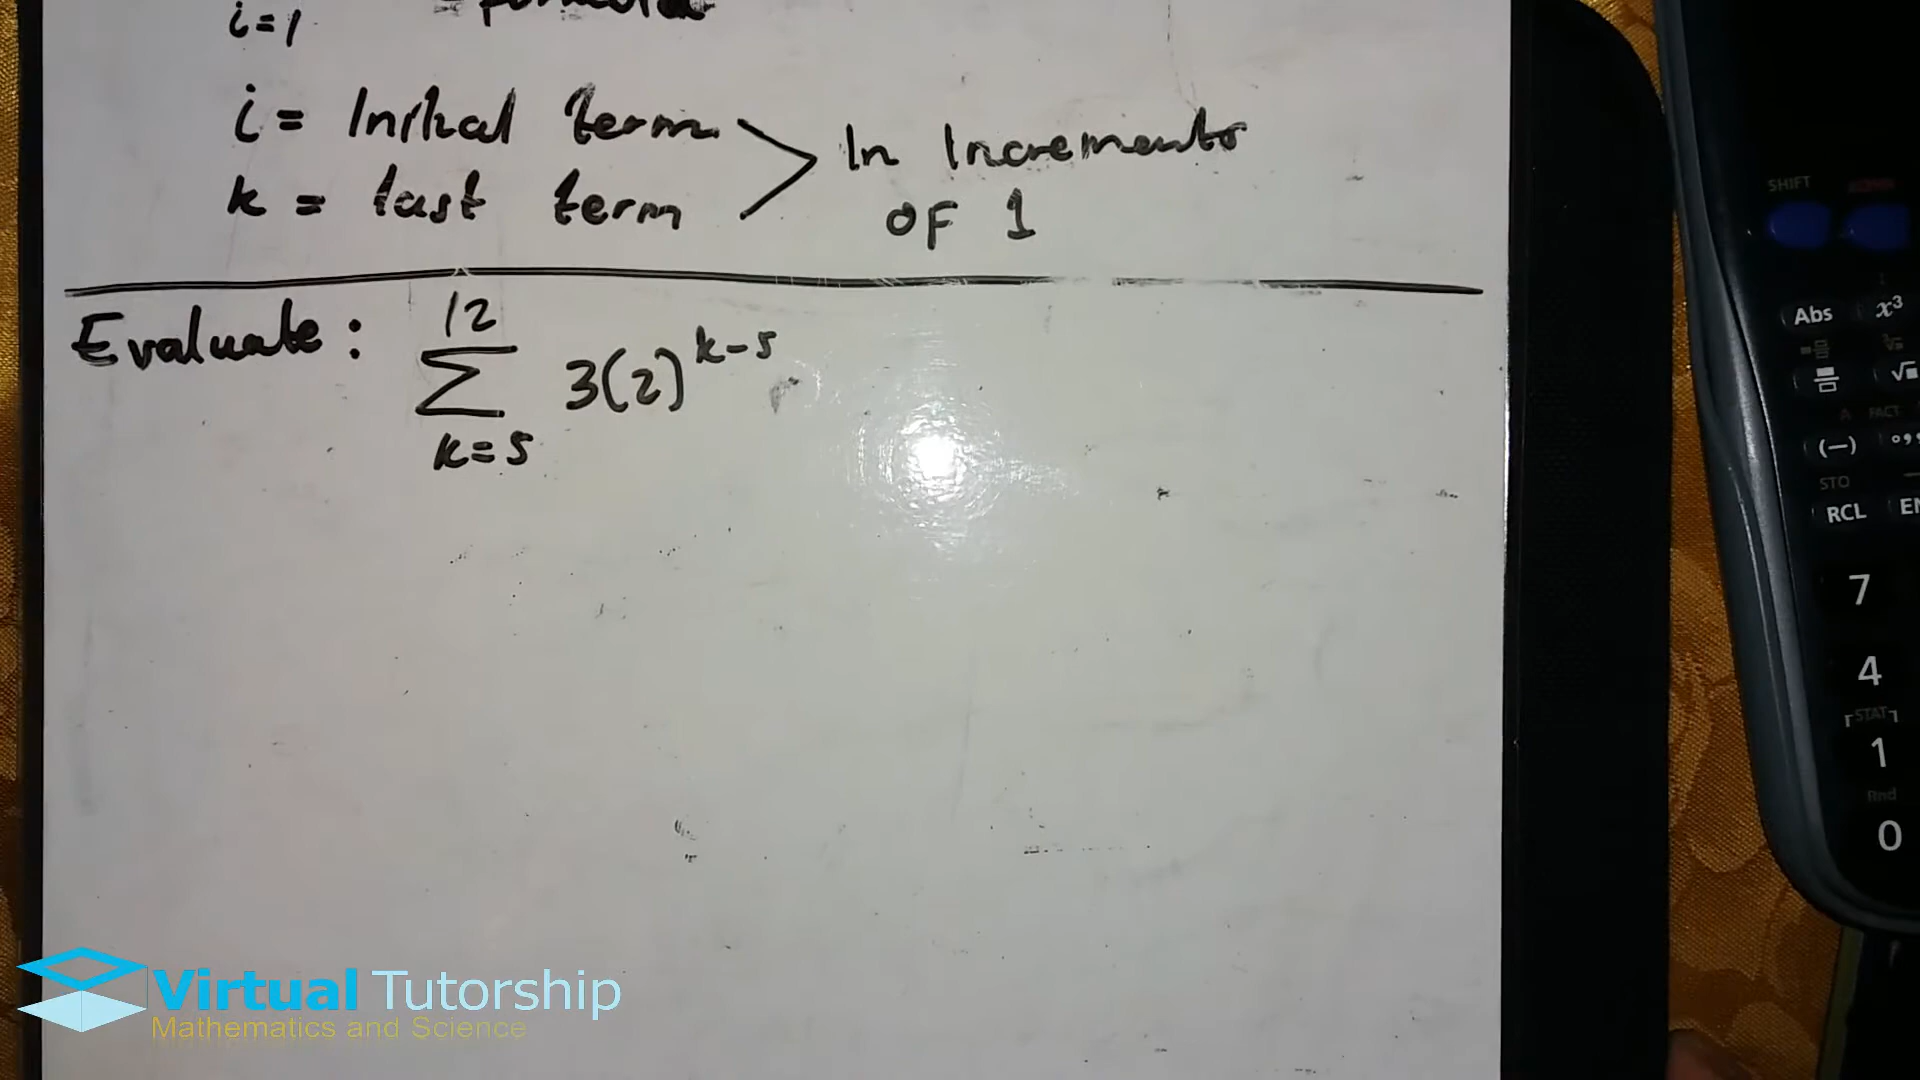 i=1
i = Initial term
k = last term
In Increments
of 1
Evaluate: 12
∑ 3(2)^{k-5}
k=5
SHIFT
Abs x³
(−)
STO
RCL
7
4
STAT
1
Rnd
0
Virtual Tutorship
Mathematics and Science